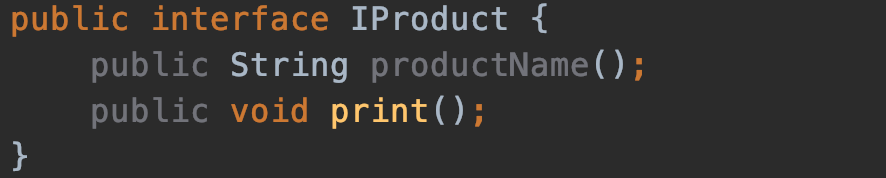 public interface IProduct {
    public String productName();
    public void print();
}